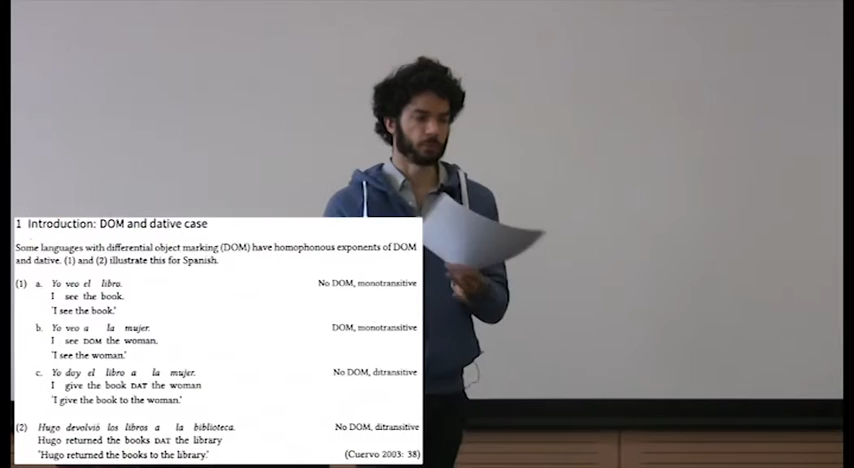 1 Introduction: DOM and dative case
Some languages with differential object marking (DOM) have homophonous exponents of DOM
and dative. (1) and (2) illustrate this for Spanish.
(1) a. Yo veo el libro. No DOM, monotransitive
I see the book.
'I see the book.'
b. Yo veo a la mujer. DOM, monotransitive
I see DOM the woman.
'I see the woman.'
c. Yo doy el libro a la mujer. No DOM, ditransitive
I give the book DAT the woman
'I give the book to the woman.'
(2) Hugo devolvió los libros a la biblioteca. No DOM, ditransitive
Hugo returned the books DAT the library
'Hugo returned the books to the library.' (Cuervo 2003: 38)